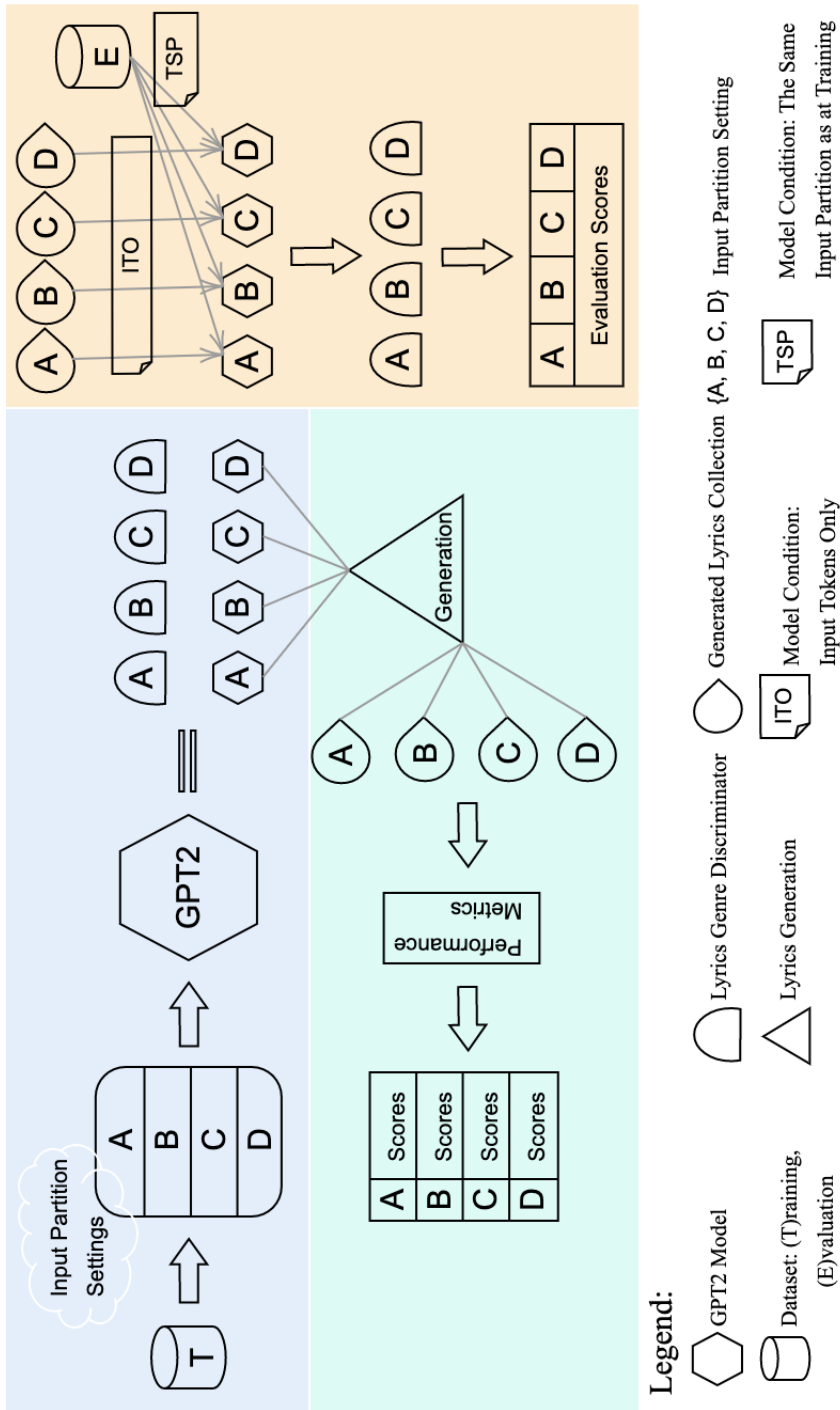 Input Partition
Settings
T
A
B
C
D
GPT2
A
B
C
D
A
B
C
D
Generation
A
B
C
D
Performance
Metrics
A Scores
B Scores
C Scores
D Scores
A
B
C
D
E
ITO
TSP
A
B
C
D
A
B
C
D
A
B
C
D
Evaluation Scores
Legend:
GPT2 Model
Lyrics Genre Discriminator
Generated Lyrics Collection
{A, B, C, D} Input Partition Setting
Dataset: (T)raining,
(E)valuation
Lyrics Generation
ITO
Model Condition:
Input Tokens Only
TSP
Model Condition: The Same
Input Partition as at Training